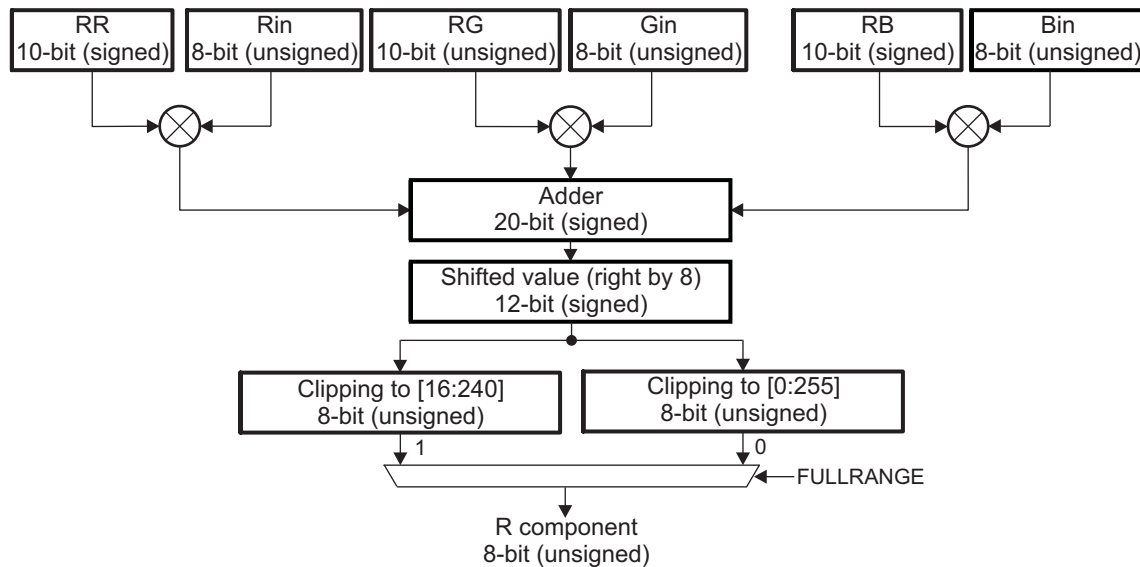 RR
10-bit (signed)
Rin
8-bit (unsigned)
RG
10-bit (unsigned)
Gin
8-bit (unsigned)
RB
10-bit (signed)
Bin
8-bit (unsigned)
Adder
20-bit (signed)
Shifted value (right by 8)
12-bit (signed)
Clipping to [16:240]
8-bit (unsigned)
Clipping to [0:255]
8-bit (unsigned)
1
0
FULLRANGE
R component
8-bit (unsigned)